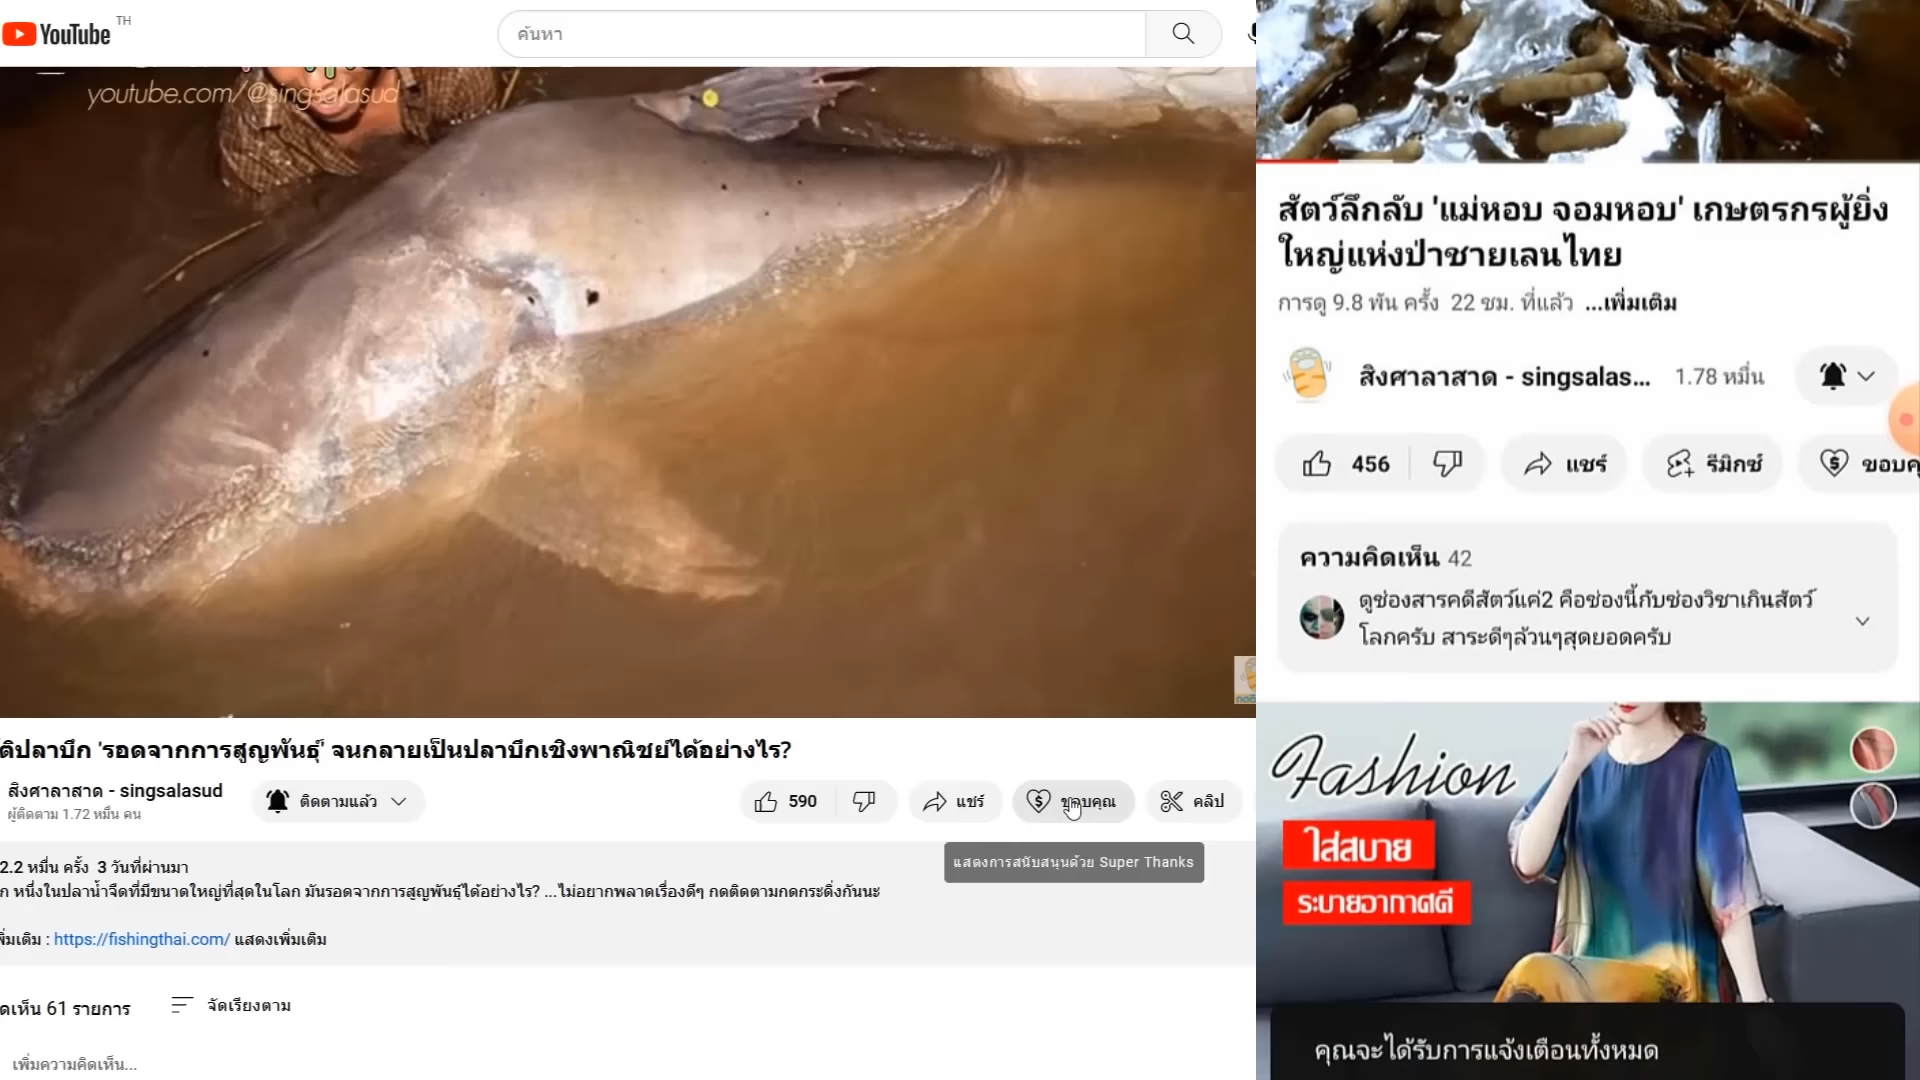 YouTube
TH
ค้นหา
youtube.com/@singsalasud
ติปลาบึก 'รอดจากการสูญพันธุ์' จนกลายเป็นปลาบึกเชิงพาณิชย์ได้อย่างไร?
สิงศาลาสาด - singsalasud
ผู้ติดตาม 1.72 หมื่น คน
ติดตามแล้ว
590
แชร์
ขอบคุณ
คลิป
แสดงการสนับสนุนด้วย Super Thanks
2.2 หมื่น ครั้ง 3 วันที่ผ่านมา
ก หนึ่งในปลาน้ำจืดที่มีขนาดใหญ่ที่สุดในโลก มันรอดจากการสูญพันธุ์ได้อย่างไร? ...ไม่อยากพลาดเรื่องดีๆ กดติดตามกดกระดิ่งกันนะ
พิ่มเติม : https://fishingthai.com/ แสดงเพิ่มเติม
ดเห็น 61 รายการ
จัดเรียงตาม
เพิ่มความคิดเห็น...
สัตว์ลึกลับ 'แม่หอบ จอมหอบ' เกษตรกรผู้ยิ่ง
ใหญ่แห่งป่าชายเลนไทย
การดู 9.8 พัน ครั้ง 22 ชม. ที่แล้ว ...เพิ่มเติม
สิงศาลาสาด - singsalas...
1.78 หมื่น
456
แชร์
รีมิกซ์
ขอบคุ
ความคิดเห็น 42
ดูช่องสารคดีสัตว์แค่2 คือช่องนี้กับช่องวิชาเกินสัตว์
โลกครับ สาระดีๆล้วนๆสุดยอดครับ
Fashion
ใส่สบาย
ระบายอากาศดี
คุณจะได้รับการแจ้งเตือนทั้งหมด